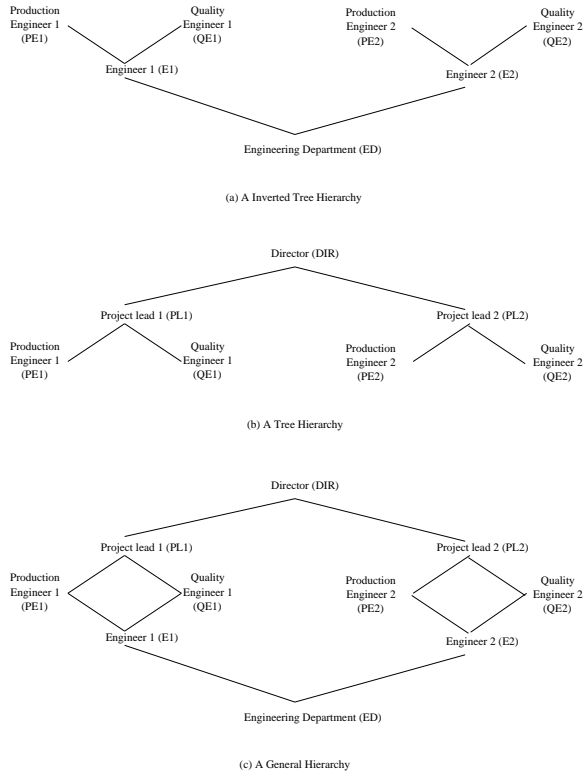 Production
Engineer 1
(PE1)
Quality
Engineer 1
(QE1)
Production
Engineer 2
(PE2)
Quality
Engineer 2
(QE2)
Engineer 1 (E1)
Engineer 2 (E2)
Engineering Department (ED)
(a) A Inverted Tree Hierarchy
Director (DIR)
Project lead 1 (PL1)
Project lead 2 (PL2)
Production
Engineer 1
(PE1)
Quality
Engineer 1
(QE1)
Production
Engineer 2
(PE2)
Quality
Engineer 2
(QE2)
(b) A Tree Hierarchy
Director (DIR)
Project lead 1 (PL1)
Project lead 2 (PL2)
Production
Engineer 1
(PE1)
Quality
Engineer 1
(QE1)
Production
Engineer 2
(PE2)
Quality
Engineer 2
(QE2)
Engineer 1 (E1)
Engineer 2 (E2)
Engineering Department (ED)
(c) A General Hierarchy